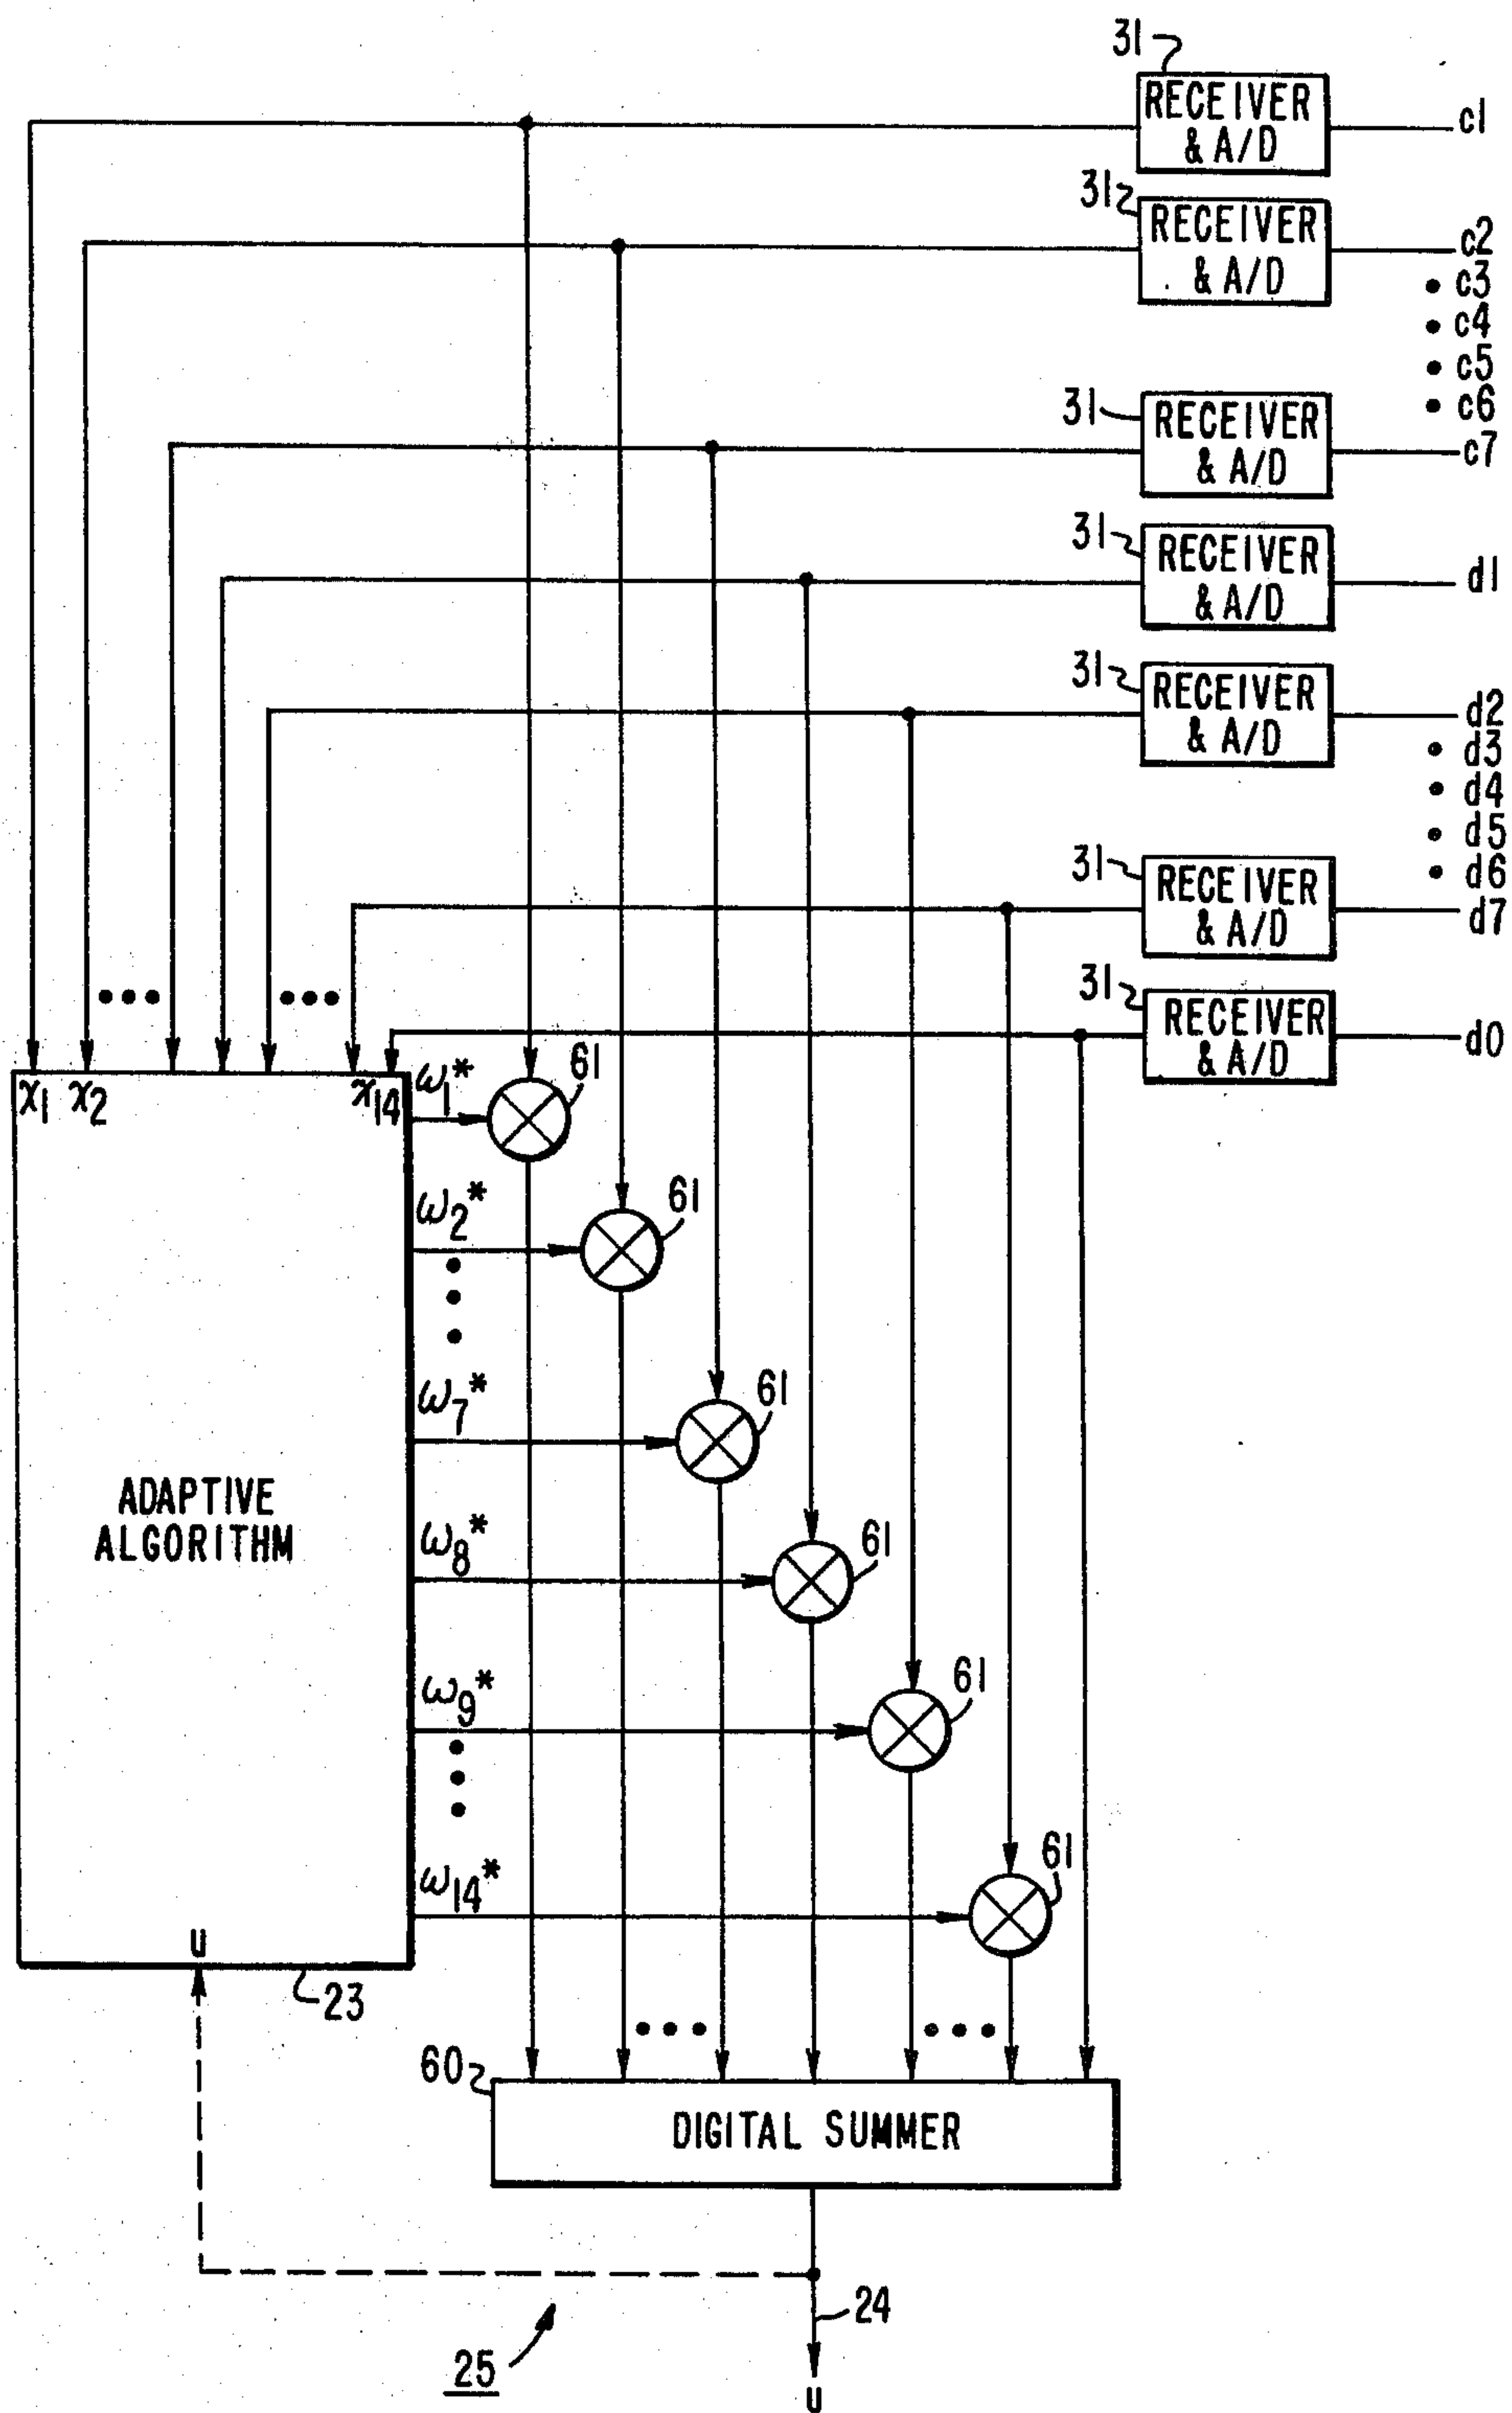 31
RECEIVER
& A/D
c1
31
RECEIVER
& A/D
c2
c3
c4
c5
c6
31
RECEIVER
& A/D
c7
31
RECEIVER
& A/D
d1
31
RECEIVER
& A/D
d2
d3
d4
d5
d6
31
RECEIVER
& A/D
d7
31
RECEIVER
& A/D
d0
x1 x2 x14
ω1* 61
ω2* 61
ω7* 61
ADAPTIVE
ALGORITHM
ω8* 61
ω9* 61
ω14* 61
u
23
60
DIGITAL SUMMER
24
25
u